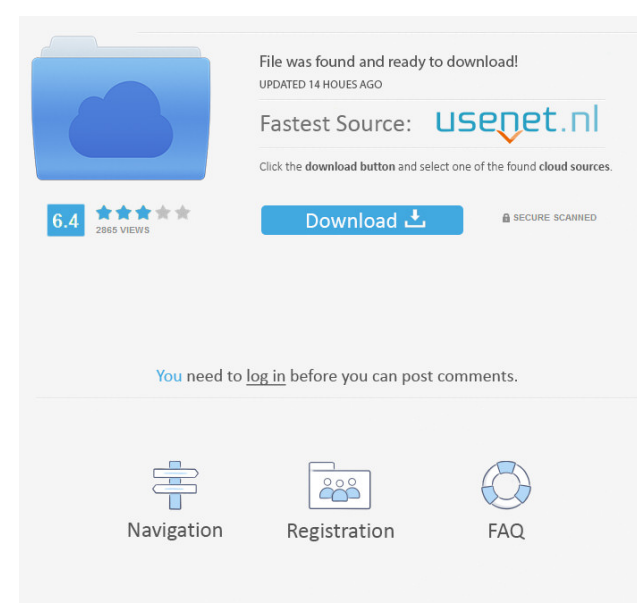 File was found and ready to download!
UPDATED 14 HOUES AGO
Fastest Source: usenet.nl
Click the download button and select one of the found cloud sources.
6.4
2865 VIEWS
Download
SECURE SCANNED
You need to log in before you can post comments.
Navigation
Registration
FAQ